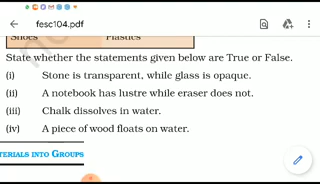 fesc104.pdf
Shoes Plastics
State whether the statements given below are True or False.
(i) Stone is transparent, while glass is opaque.
(ii) A notebook has lustre while eraser does not.
(iii) Chalk dissolves in water.
(iv) A piece of wood floats on water.
TERIALS INTO GROUPS